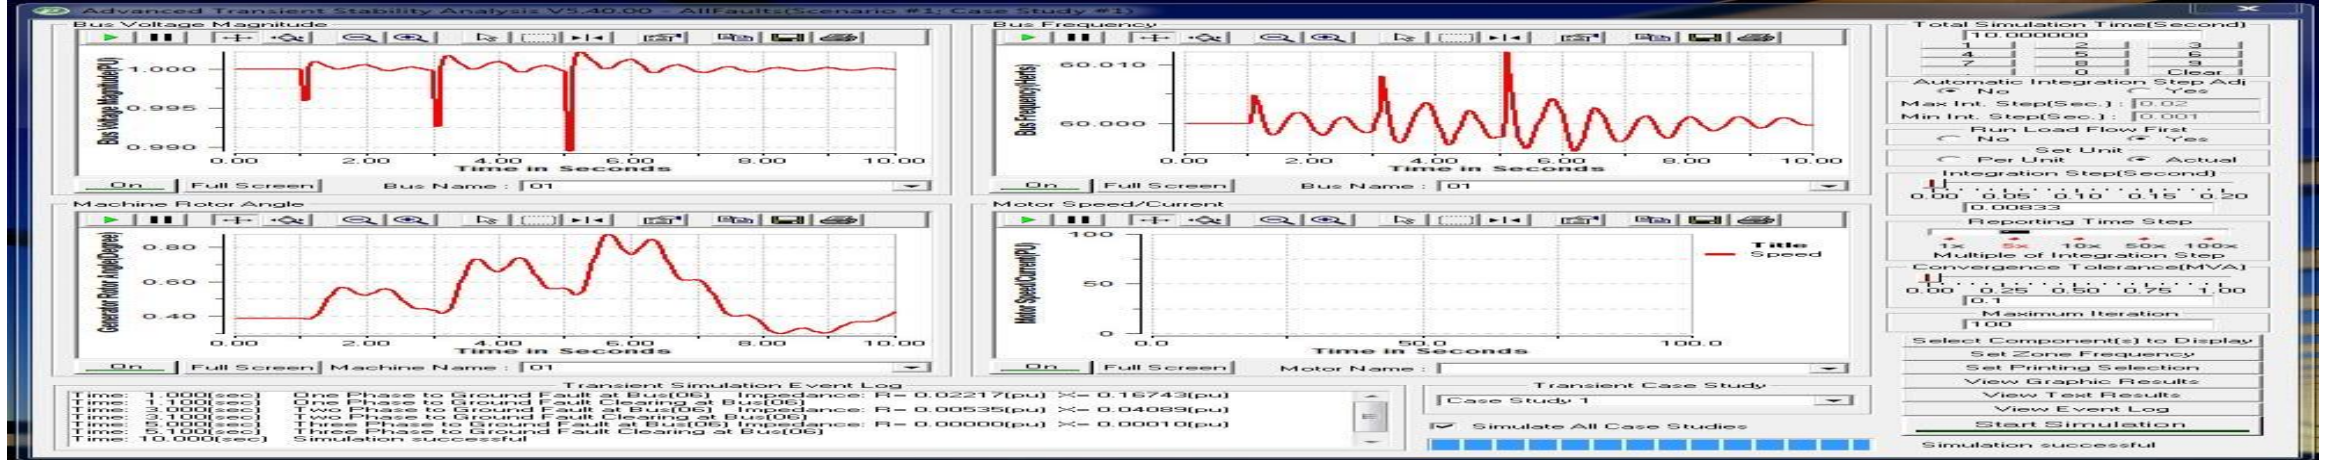 Advanced Transient Stability Analysis V5.40.00 - AllFaults(Scenario #1; Case Study #1)
Bus Voltage Magnitude
Bus Voltage Magnitude(PU)
1.000
0.995
0.990
0.00 2.00 4.00 6.00 8.00 10.00
Time in Seconds
On Full Screen Bus Name : 01
Bus Frequency
Bus Frequency(Herts)
60.010
60.000
0.00 2.00 4.00 6.00 8.00 10.00
Time in Seconds
On Full Screen Bus Name : 01
Machine Rotor Angle
Generator Rotor Angle(Degree)
0.80
0.60
0.40
0.00 2.00 4.00 6.00 8.00 10.00
Time in Seconds
On Full Screen Machine Name : 01
Motor Speed/Current
Motor Speed/Current(PU)
100
50
0
0.0 50.0 100.0
Time in Seconds
Title
Speed
On Full Screen Motor Name :
Transient Simulation Event Log
Time: 1.000(sec) One Phase to Ground Fault at Bus(06) Impedance: R= 0.02217(pu) X= 0.16743(pu)
Time: 1.100(sec) One Phase to Ground Fault Clearing at Bus(06)
Time: 3.000(sec) Two Phase to Ground Fault at Bus(06) Impedance: R= 0.00535(pu) X= 0.04089(pu)
Time: 3.100(sec) Two Phase to Ground Fault Clearing at Bus(06)
Time: 5.000(sec) Three Phase to Ground Fault at Bus(06) Impedance: R= 0.00000(pu) X= 0.00010(pu)
Time: 5.100(sec) Three Phase to Ground Fault Clearing at Bus(06)
Time: 10.000(sec) Simulation successful
Transient Case Study
Case Study 1
Simulate All Case Studies
Total Simulation Time(Second)
10.000000
1 2 3
4 5 6
7 8 9
. 0 Clear
Automatic Integration Step Adj
No Yes
Max Int. Step(Sec.) : 0.02
Min Int. Step(Sec.) : 0.001
Run Load Flow First
No Yes
Set Unit
Per Unit Actual
Integration Step(Second)
0.00 0.05 0.10 0.15 0.20
0.00833
Reporting Time Step
1x 5x 10x 50x 100x
Multiple of Integration Step
Convergence Tolerance(MVA)
0.00 0.25 0.50 0.75 1.00
0.1
Maximum Iteration
100
Select Component(s) to Display
Set Zone Frequency
Set Printing Selection
View Graphic Results
View Text Results
View Event Log
Start Simulation
Simulation successful